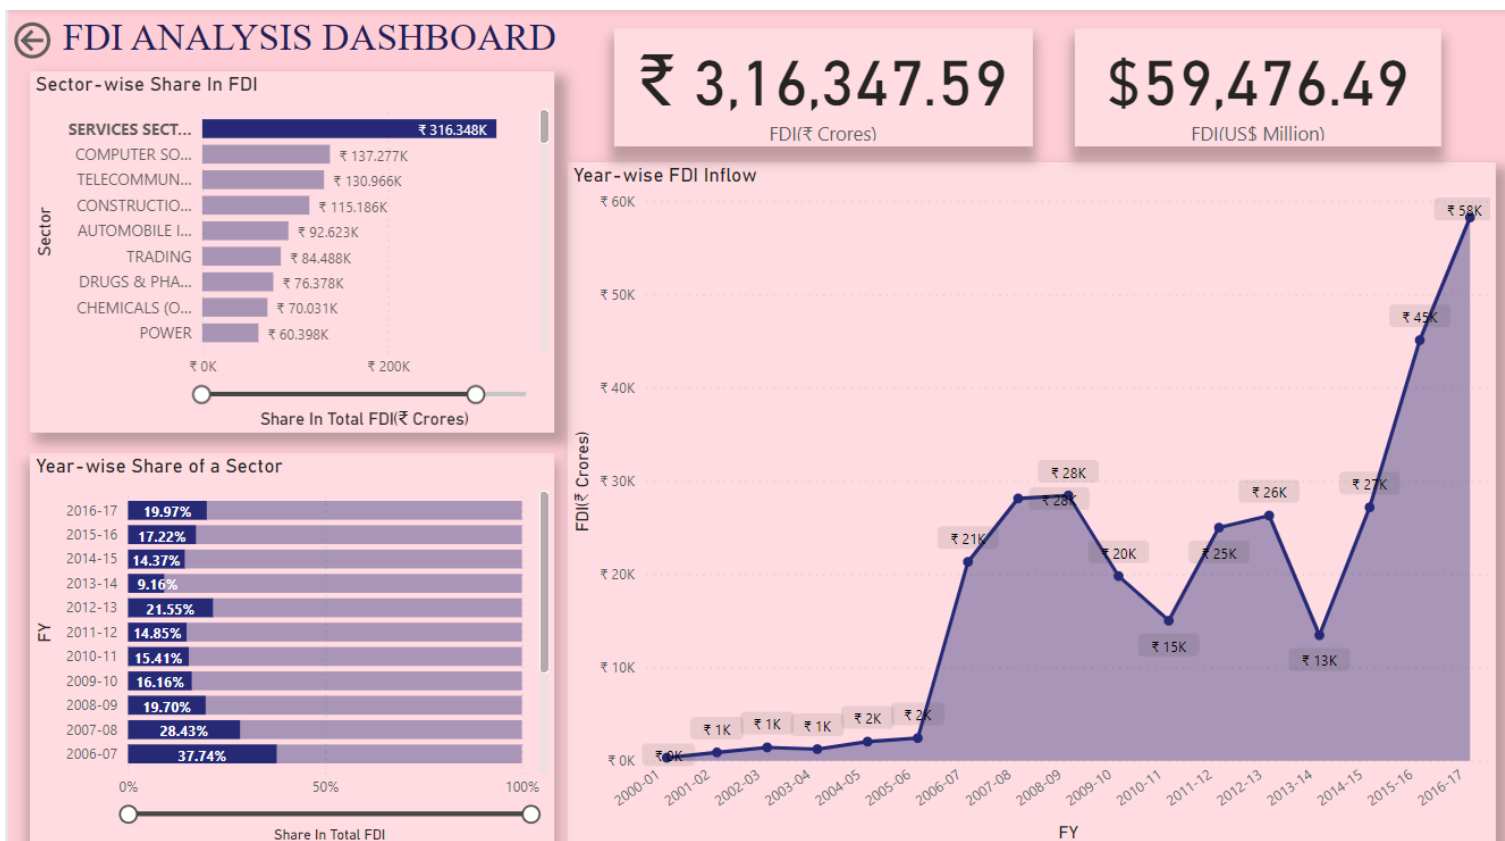 FDI ANALYSIS DASHBOARD
₹ 3,16,347.59
FDI(₹ Crores)
$59,476.49
FDI(US$ Million)
Sector-wise Share In FDI
Sector
SERVICES SECT... ₹ 316.348K
COMPUTER SO... ₹ 137.277K
TELECOMMUN... ₹ 130.966K
CONSTRUCTIO... ₹ 115.186K
AUTOMOBILE I... ₹ 92.623K
TRADING ₹ 84.488K
DRUGS & PHA... ₹ 76.378K
CHEMICALS (O... ₹ 70.031K
POWER ₹ 60.398K
₹ 0K ₹ 200K
Share In Total FDI(₹ Crores)
Year-wise Share of a Sector
FY
2016-17 19.97%
2015-16 17.22%
2014-15 14.37%
2013-14 9.16%
2012-13 21.55%
2011-12 14.85%
2010-11 15.41%
2009-10 16.16%
2008-09 19.70%
2007-08 28.43%
2006-07 37.74%
0% 50% 100%
Share In Total FDI
Year-wise FDI Inflow
FDI(₹ Crores)
₹ 60K
₹ 50K
₹ 40K
₹ 30K
₹ 20K
₹ 10K
₹ 0K
₹ 0K ₹ 1K ₹ 1K ₹ 1K ₹ 2K ₹ 2K ₹ 21K ₹ 28K ₹ 28K ₹ 20K ₹ 15K ₹ 25K ₹ 26K ₹ 13K ₹ 27K ₹ 45K ₹ 58K
2000-01 2001-02 2002-03 2003-04 2004-05 2005-06 2006-07 2007-08 2008-09 2009-10 2010-11 2011-12 2012-13 2013-14 2014-15 2015-16 2016-17
FY